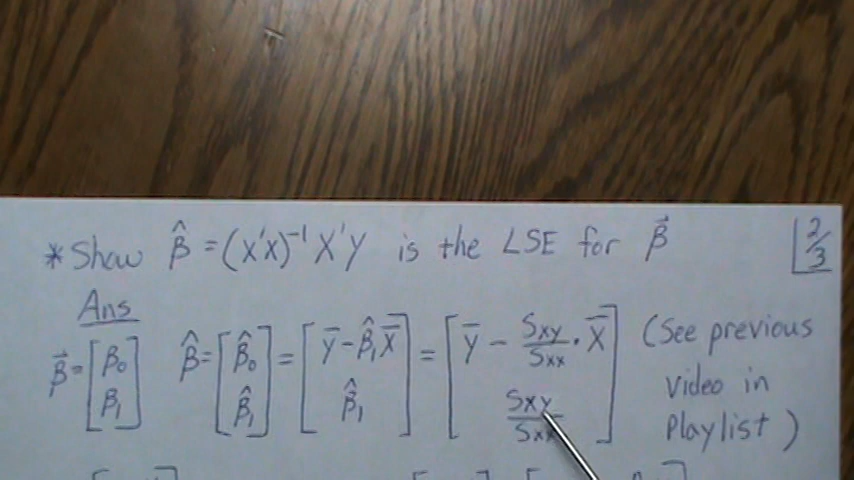 *Show β̂ = (X'X)⁻¹X'Y is the LSE for β⃗
2/3
Ans
β⃗ = [β₀ β₁] β̂ = [β̂₀ β̂₁] = [Y̅ - β̂₁X̅ β̂₁] = [Y̅ - Sxy/Sxx · X̅ Sxy/Sxx] (See previous
video in
Playlist)